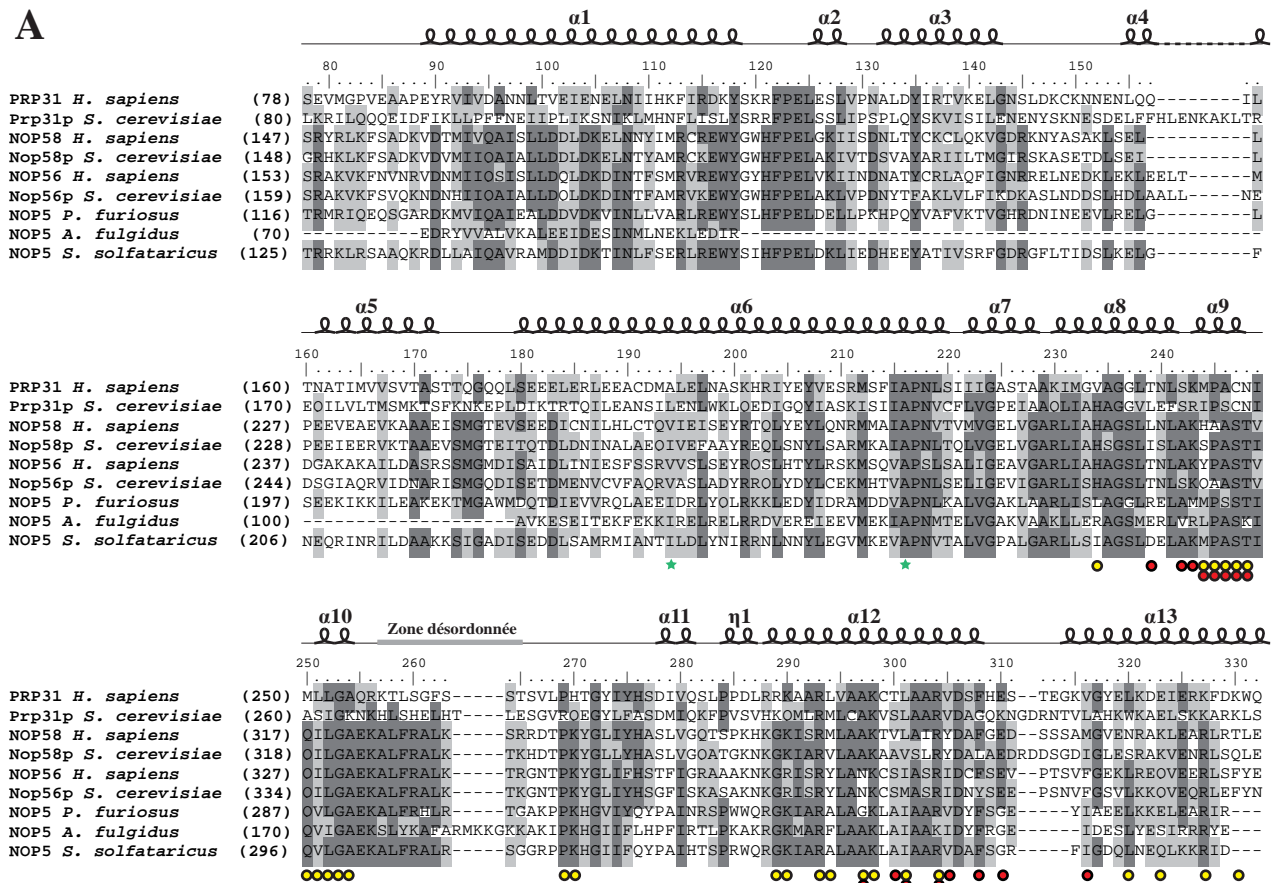 A
α1 α2 α3 α4
80 90 100 110 120 130 140 150
PRP31 H. sapiens (78) SEVMGPVEAAPEYRVIVDANNLTVEIENELNIIHKFIRDKYSKRFPELESLVPNALDYIRTVKELGNSLDKCKNNENLQQ---------IL
Prp31p S. cerevisiae (80) LKRILQQQEIDFIKLLPFFNEIIPLIKSNIKLMHNFLISLYSRRFPELSSLIPSPLQYSKVISILENENYSKNESDELFFHLENKAKLTR
NOP58 H. sapiens (147) SRYRLKFSADKVDTMIVQAISLLDDLDKELNNYIMRCREWYGWHFPELGKIISDNLTYCKCLQKVGDRKNYASAKLSEL----------L
Nop58p S. cerevisiae (148) GRHKLKFSADKVDVMIIQAIALLDDLDKELNTYAMRCKEWYGWHFPELAKIVTDSVAYARIILTMGIRSKASETDLSEI----------L
NOP56 H. sapiens (153) SRAKVKFNVNRVDNMIIQSISLLDQLDKDINTFSMRVREWYGYHFPELVKIINDNATYCRLAQFIGNRRELNEDKLEKLEELT------M
Nop56p S. cerevisiae (159) SRAKVKFSVQKNDNHIIQAIALLDQLDKDINTFAMRVKEWYGWHFPELAKLVPDNYTFAKLVLFIKDKASLNDDSLHDLAALL-----NE
NOP5 P. furiosus (116) TRMRIQEQSGARDKMVIQAIEALDDVDKVINLLVARLREWYSLHFPELDELLPKHPQYVAFVKTVGHRDNINEEVLRELG---------L
NOP5 A. fulgidus (70) -----------EDRYVVALVKALEEIDESINMLNEKLEDIR-------------------------------------------------
NOP5 S. solfataricus (125) TRRKLRSAAQKRDLLAIQAVRAMDDIDKTINLFSERLREWYSIHFPELDKLIEDHEEYATIVSRFGDRGFLTIDSLKELG---------F
α5 α6 α7 α8 α9
160 170 180 190 200 210 220 230 240
PRP31 H. sapiens (160) TNATIMVVSVTASTTQGQQLSEEELERLEEACDMALELNASKHRIYEYVESRMSFIAPNLSIIIGASTAAKIMGVAGGLTNLSKMPACNI
Prp31p S. cerevisiae (170) EQILVLTMSMKTSFKNKEPLDIKTRTQILEANSILENLWKLQEDIGQYIASKISIIAPNVCFLVGPEIAAQLIAHAGGVLEFSRIPSCNI
NOP58 H. sapiens (227) PEEVEAEVKAAAEISMGTEVSEEDICNILHLCTQVIEISEYRTQLYEYLQNRMMAIAPNVTVMVGELVGARLIAHAGSLLNLAKHAASTV
Nop58p S. cerevisiae (228) PEEIEERVKTAAEVSMGTEITQTDLDNINALAEQIVEFAAYREQLSNYLSARMKAIAPNLTQLVGELVGARLIAHSGSLISLAKSPASTI
NOP56 H. sapiens (237) DGAKAKAILDASRSSMGMDISAIDLINIESFSSRVVSLSEYRQSLHTYLRSKMSQVAPSLSALIGEAVGARLIAHAGSLTNLAKYPASTV
Nop56p S. cerevisiae (244) DSGIAQRVIDNARISMGQDISETDMENVCVFAQRVASLADYRRQLYDYLCEKMHTVAPNLSELIGEVIGARLISHAGSLTNLSKQAASTV
NOP5 P. furiosus (197) SEEKIKKILEAKEKTMGAWMDQTDIEVVRQLAEEIDRLYQLRKKLEDYIDRAMDDVAPNLKALVGAKLAARLISLAGGLRELAMMPSSTI
NOP5 A. fulgidus (100) --------------------AVKESEITEKFEKKIRELRELRRDVEREIEEVMEKIAPNMTELVGAKVAAKLLERAGSMERLVRLPASKI
NOP5 S. solfataricus (206) NEQRINRILDAAKKSIGADISEDDLSAMRMIANTILDLYNIRRNLNNYLEGVMKEVAPNVTALVGPALGARLLSIAGSLDELAKMPASTI
α10 Zone désordonnée α11 η1 α12 α13
250 260 270 280 290 300 310 320 330
PRP31 H. sapiens (250) MLLGAQRKTLSGFS-----STSVLPHTGYIYHSDIVQSLPPDLRRKAARLVAAKCTLAARVDSFHES--TEGKVGYELKDEIERKFDKWQ
Prp31p S. cerevisiae (260) ASIGKNKHLSHELHT----LESGVRQEGYLFASDMIQKFPVSVHKQMLRMLCAKVSLAARVDAGQKNGDRNTVLAHKWKAELSKKARKLS
NOP58 H. sapiens (317) QILGAEKALFRALK-----SRRDTPKYGLIYHASLVGQTSPKHKGKISRMLAAKTVLAIRYDAFGED--SSSAMGVENRAKLEARLRTLE
Nop58p S. cerevisiae (318) QILGAEKALFRALK-----TKHDTPKYGLIYHASLVGQATGKNKGKIARVLAAKAAVSLRYDALAEDRDDSGDIGLESRAKVENRLSQLE
NOP56 H. sapiens (327) QILGAEKALFRALK-----TRGNTPKYGLIFHSTFIGRAAAKNKGRISRYLANKCSIASRIDCFSEV--PTSVFGEKLREQVEERLSFYE
Nop56p S. cerevisiae (334) QILGAEKALFRALK-----TKGNTPKYGLIYHSGFISKASAKNKGRISRYLANKCSMASRIDNYSEE--PSNVFGSVLKKQVEQRLEFYN
NOP5 P. furiosus (287) QVLGAEKALFRHLR-----TGAKPPKHGVIYQYPAINRSPWWQRGKIARALAGKLAIAARVDYFSGE-----YIAEELKKELEARIR---
NOP5 A. fulgidus (170) QVIGAEKSLYKAFARMKKGKKAKIPKHGIIFLHPFIRTLPKAKRGKMARFLAAKLAIAAKIDYFRGE-----IDESLYESIRRRYE----
NOP5 S. solfataricus (296) QVLGAEKALFRALR-----SGGRPPKHGIIFQYPAIHTSPRWQRGKIARALAAKLAIAARVDAFSGR-----FIGDQLNEQLKKRID---